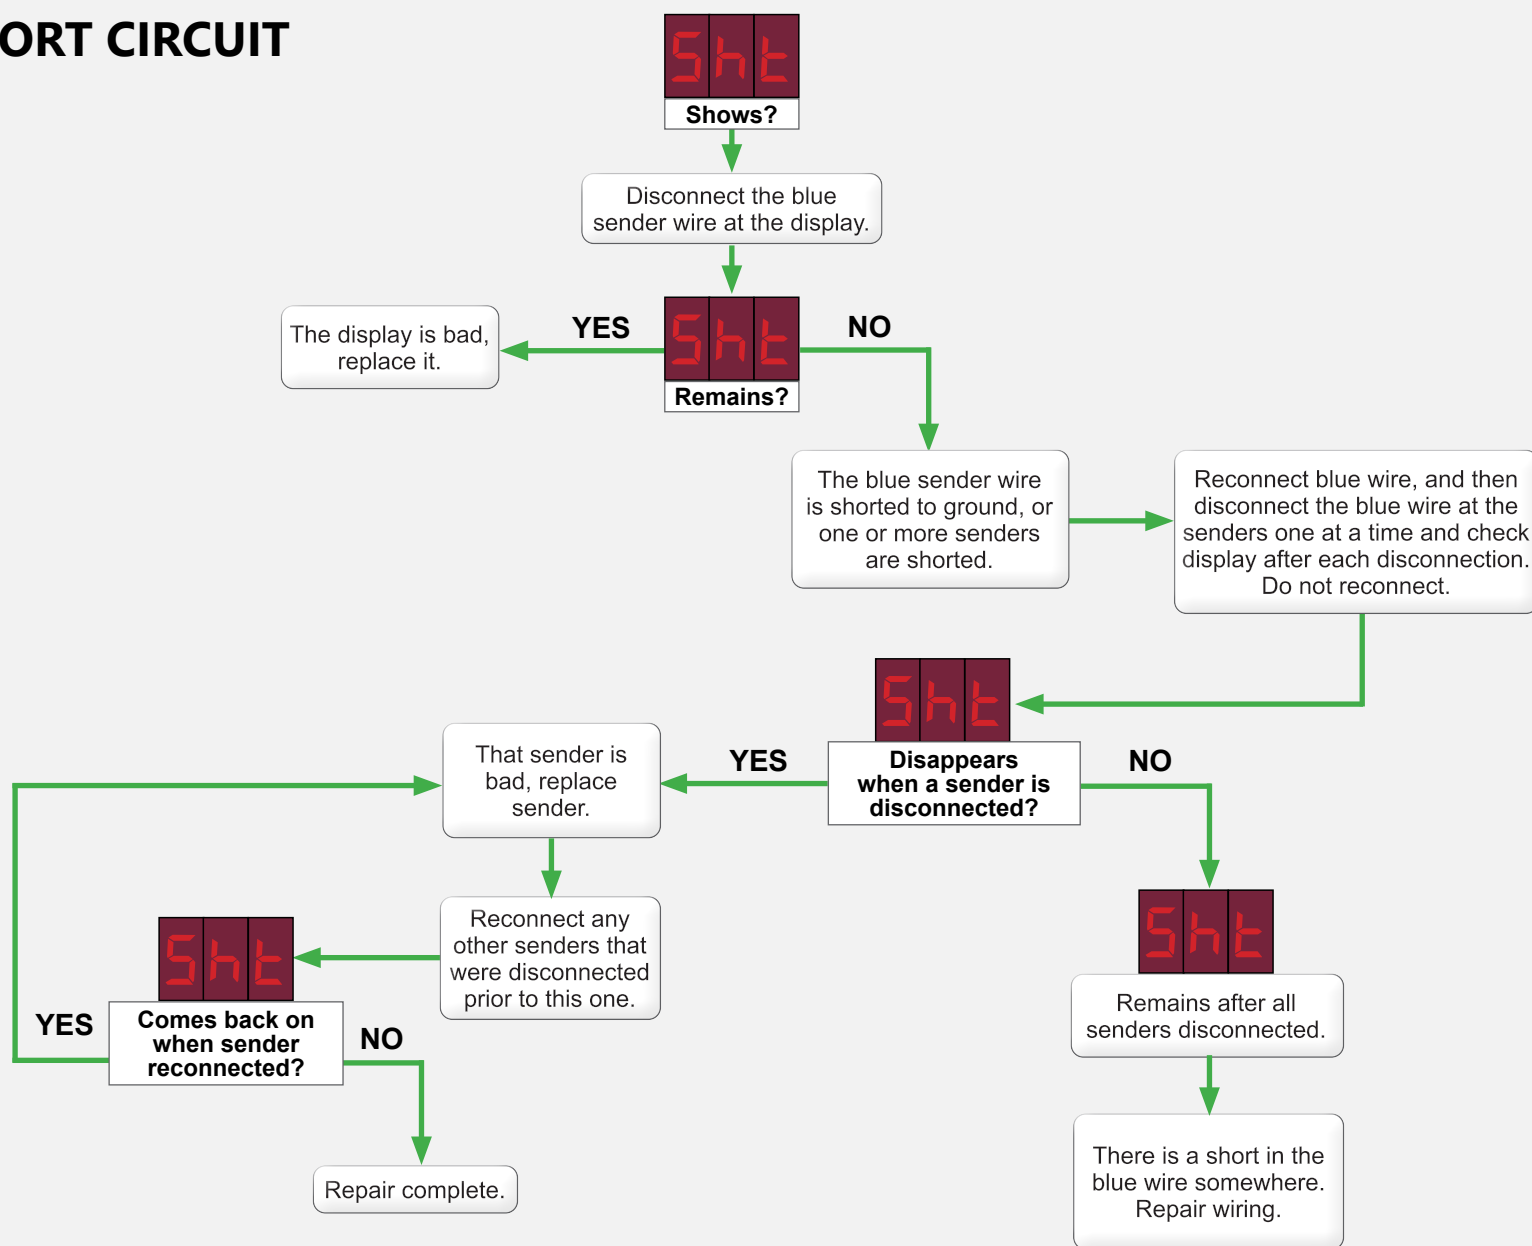 ORT CIRCUIT
Sht
Shows?
Disconnect the blue
sender wire at the display.
Sht
Remains?
YES
NO
The display is bad,
replace it.
The blue sender wire
is shorted to ground, or
one or more senders
are shorted.
Reconnect blue wire, and then
disconnect the blue wire at the
senders one at a time and check
display after each disconnection.
Do not reconnect.
Sht
Disappears
when a sender is
disconnected?
YES
NO
That sender is
bad, replace
sender.
Reconnect any
other senders that
were disconnected
prior to this one.
Sht
Comes back on
when sender
reconnected?
YES
NO
Repair complete.
Sht
Remains after all
senders disconnected.
There is a short in the
blue wire somewhere.
Repair wiring.